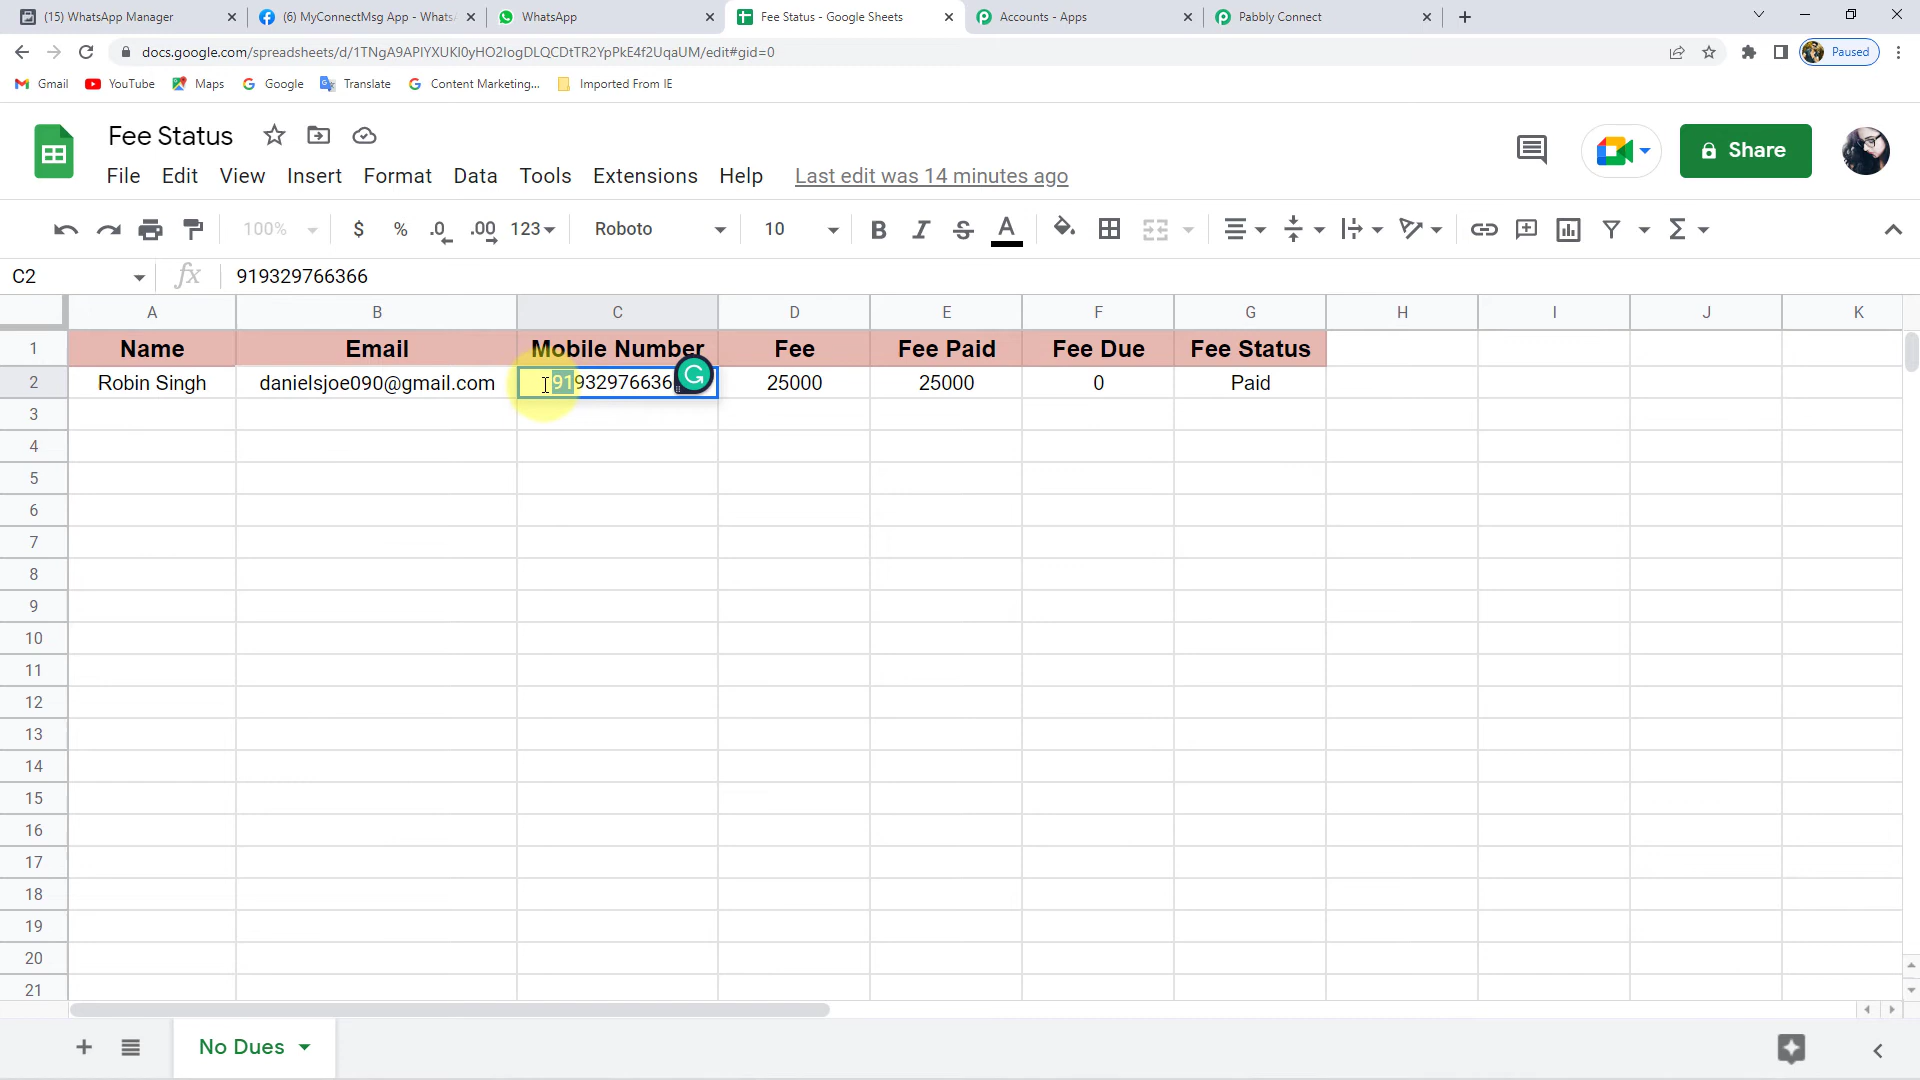 (15) WhatsApp Manager
(6) MyConnectMsg App - Whats
WhatsApp
Fee Status - Google Sheets
Accounts - Apps
Pabbly Connect
docs.google.com/spreadsheets/d/1TNgA9APIYXUKI0yHO2IogDLQCDtTR2YpPkE4f2UqaUM/edit#gid=0
Paused
Gmail
YouTube
Maps
Google
Translate
Content Marketing...
Imported From IE
Fee Status
Share
File Edit View Insert Format Data Tools Extensions Help Last edit was 14 minutes ago
100% $ % .0 .00 123 Roboto 10 B I S A
C2 fx 919329766366
A B C D E F G H I J K
1 Name Email Mobile Number Fee Fee Paid Fee Due Fee Status
2 Robin Singh danielsjoe090@gmail.com 91932976636 25000 25000 0 Paid
3
4
5
6
7
8
9
10
11
12
13
14
15
16
17
18
19
20
21
No Dues